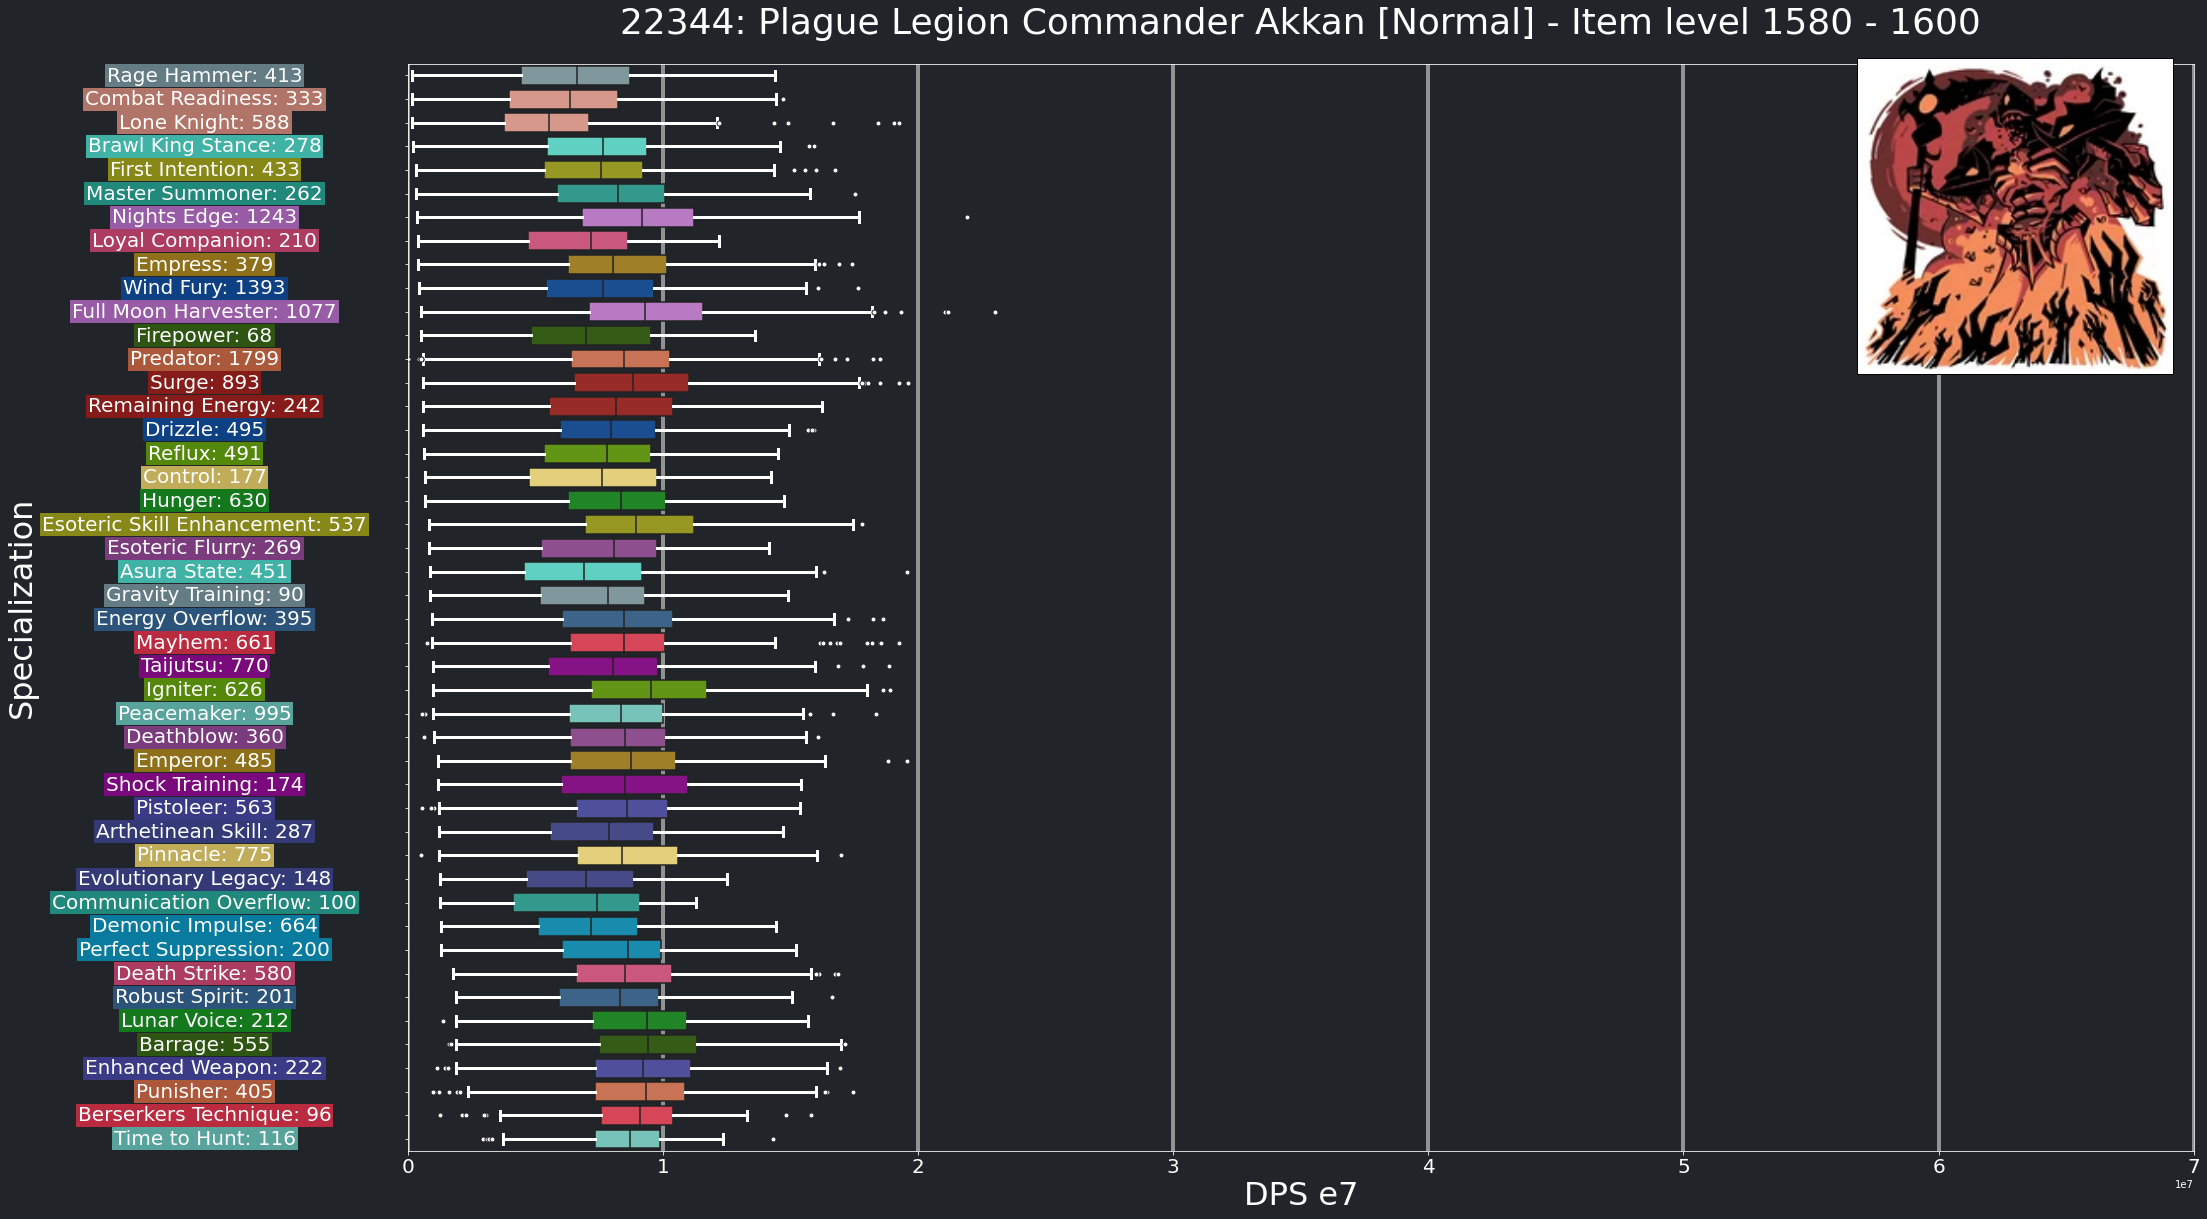 22344: Plague Legion Commander Akkan [Normal] - Item level 1580 - 1600
Rage Hammer: 413
Combat Readiness: 333
Lone Knight: 588
Brawl King Stance: 278
First Intention: 433
Master Summoner: 262
Nights Edge: 1243
Loyal Companion: 210
Empress: 379
Wind Fury: 1393
Full Moon Harvester: 1077
Firepower: 68
Predator: 1799
Surge: 893
Remaining Energy: 242
Drizzle: 495
Reflux: 491
Control: 177
Hunger: 630
Esoteric Skill Enhancement: 537
Esoteric Flurry: 269
Asura State: 451
Gravity Training: 90
Energy Overflow: 395
Mayhem: 661
Taijutsu: 770
Igniter: 626
Peacemaker: 995
Deathblow: 360
Emperor: 485
Shock Training: 174
Pistoleer: 563
Arthetinean Skill: 287
Pinnacle: 775
Evolutionary Legacy: 148
Communication Overflow: 100
Demonic Impulse: 664
Perfect Suppression: 200
Death Strike: 580
Robust Spirit: 201
Lunar Voice: 212
Barrage: 555
Enhanced Weapon: 222
Punisher: 405
Berserkers Technique: 96
Time to Hunt: 116
Specialization
0 1 2 3 4 5 6 7
1e7
DPS e7